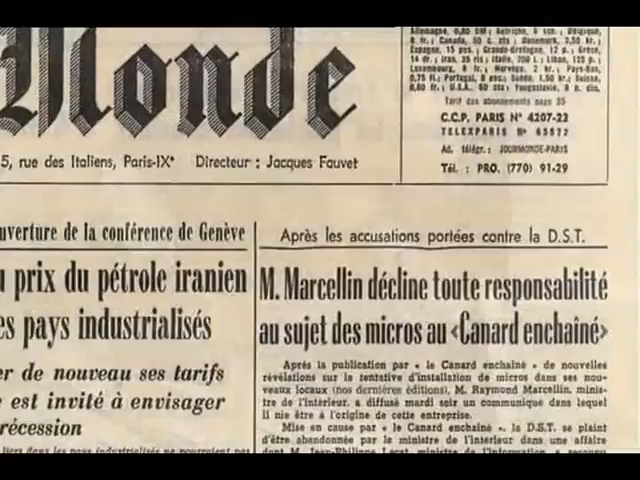 Monde
5, rue des Italiens, Paris-IXe Directeur : Jacques Fauvet
C.C.P. PARIS N° 4207-23
TELEXPARIS N° 65572
Ad. télégr. : JOURMONDE-PARIS
Tél. : PRO. (770) 91-29
uverture de la conférence de Genève
u prix du pétrole iranien
es pays industrialisés
er de nouveau ses tarifs
e est invité à envisager
récession
Après les accusations portées contre la D.S.T.
M. Marcellin décline toute responsabilité
au sujet des micros au «Canard enchaîné»
Après la publication par « le Canard enchaîné » de nouvelles
révélations sur la tentative d'installation de micros dans ses nou-
veaux locaux (nos dernières éditions), M. Raymond Marcellin, minis-
tre de l'intérieur, a diffusé mardi soir un communiqué dans lequel
il nie être à l'origine de cette entreprise.
Mise en cause par « le Canard enchaîné », la D.S.T. se plaint
d'être abandonnée par le ministre de l'intérieur dans une affaire